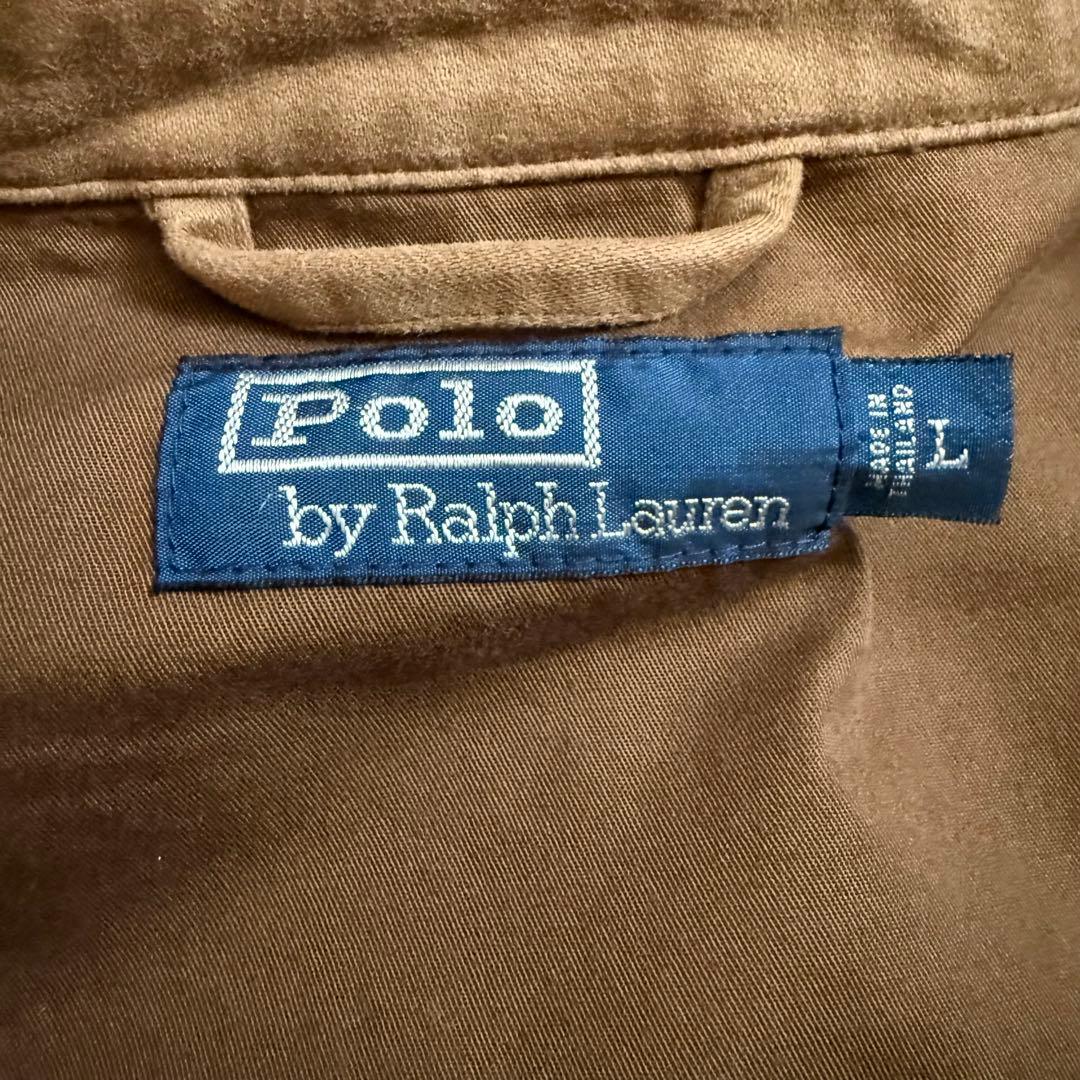 Polo
by Ralph Lauren
MADE IN
THAILAND
L